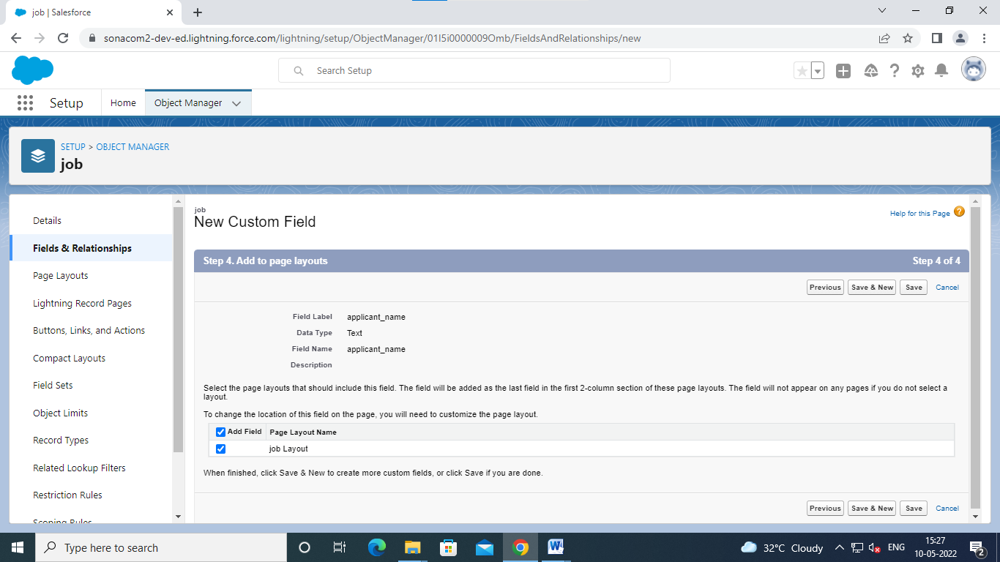 job | Salesforce
sonacom2-dev-ed.lightning.force.com/lightning/setup/ObjectManager/01I5i0000009Omb/FieldsAndRelationships/new
Search Setup
Setup
Home
Object Manager
SETUP > OBJECT MANAGER
job
Details
Fields & Relationships
Page Layouts
Lightning Record Pages
Buttons, Links, and Actions
Compact Layouts
Field Sets
Object Limits
Record Types
Related Lookup Filters
Restriction Rules
Scoping Rules
job
New Custom Field
Help for this Page
Step 4. Add to page layouts
Step 4 of 4
Previous
Save & New
Save
Cancel
Field Label applicant_name
Data Type Text
Field Name applicant_name
Description
Select the page layouts that should include this field. The field will be added as the last field in the first 2-column section of these page layouts. The field will not appear on any pages if you do not select a
layout.
To change the location of this field on the page, you will need to customize the page layout.
Add Field Page Layout Name
job Layout
When finished, click Save & New to create more custom fields, or click Save if you are done.
Previous
Save & New
Save
Cancel
Type here to search
32°C Cloudy
ENG
15:27
10-05-2022
2